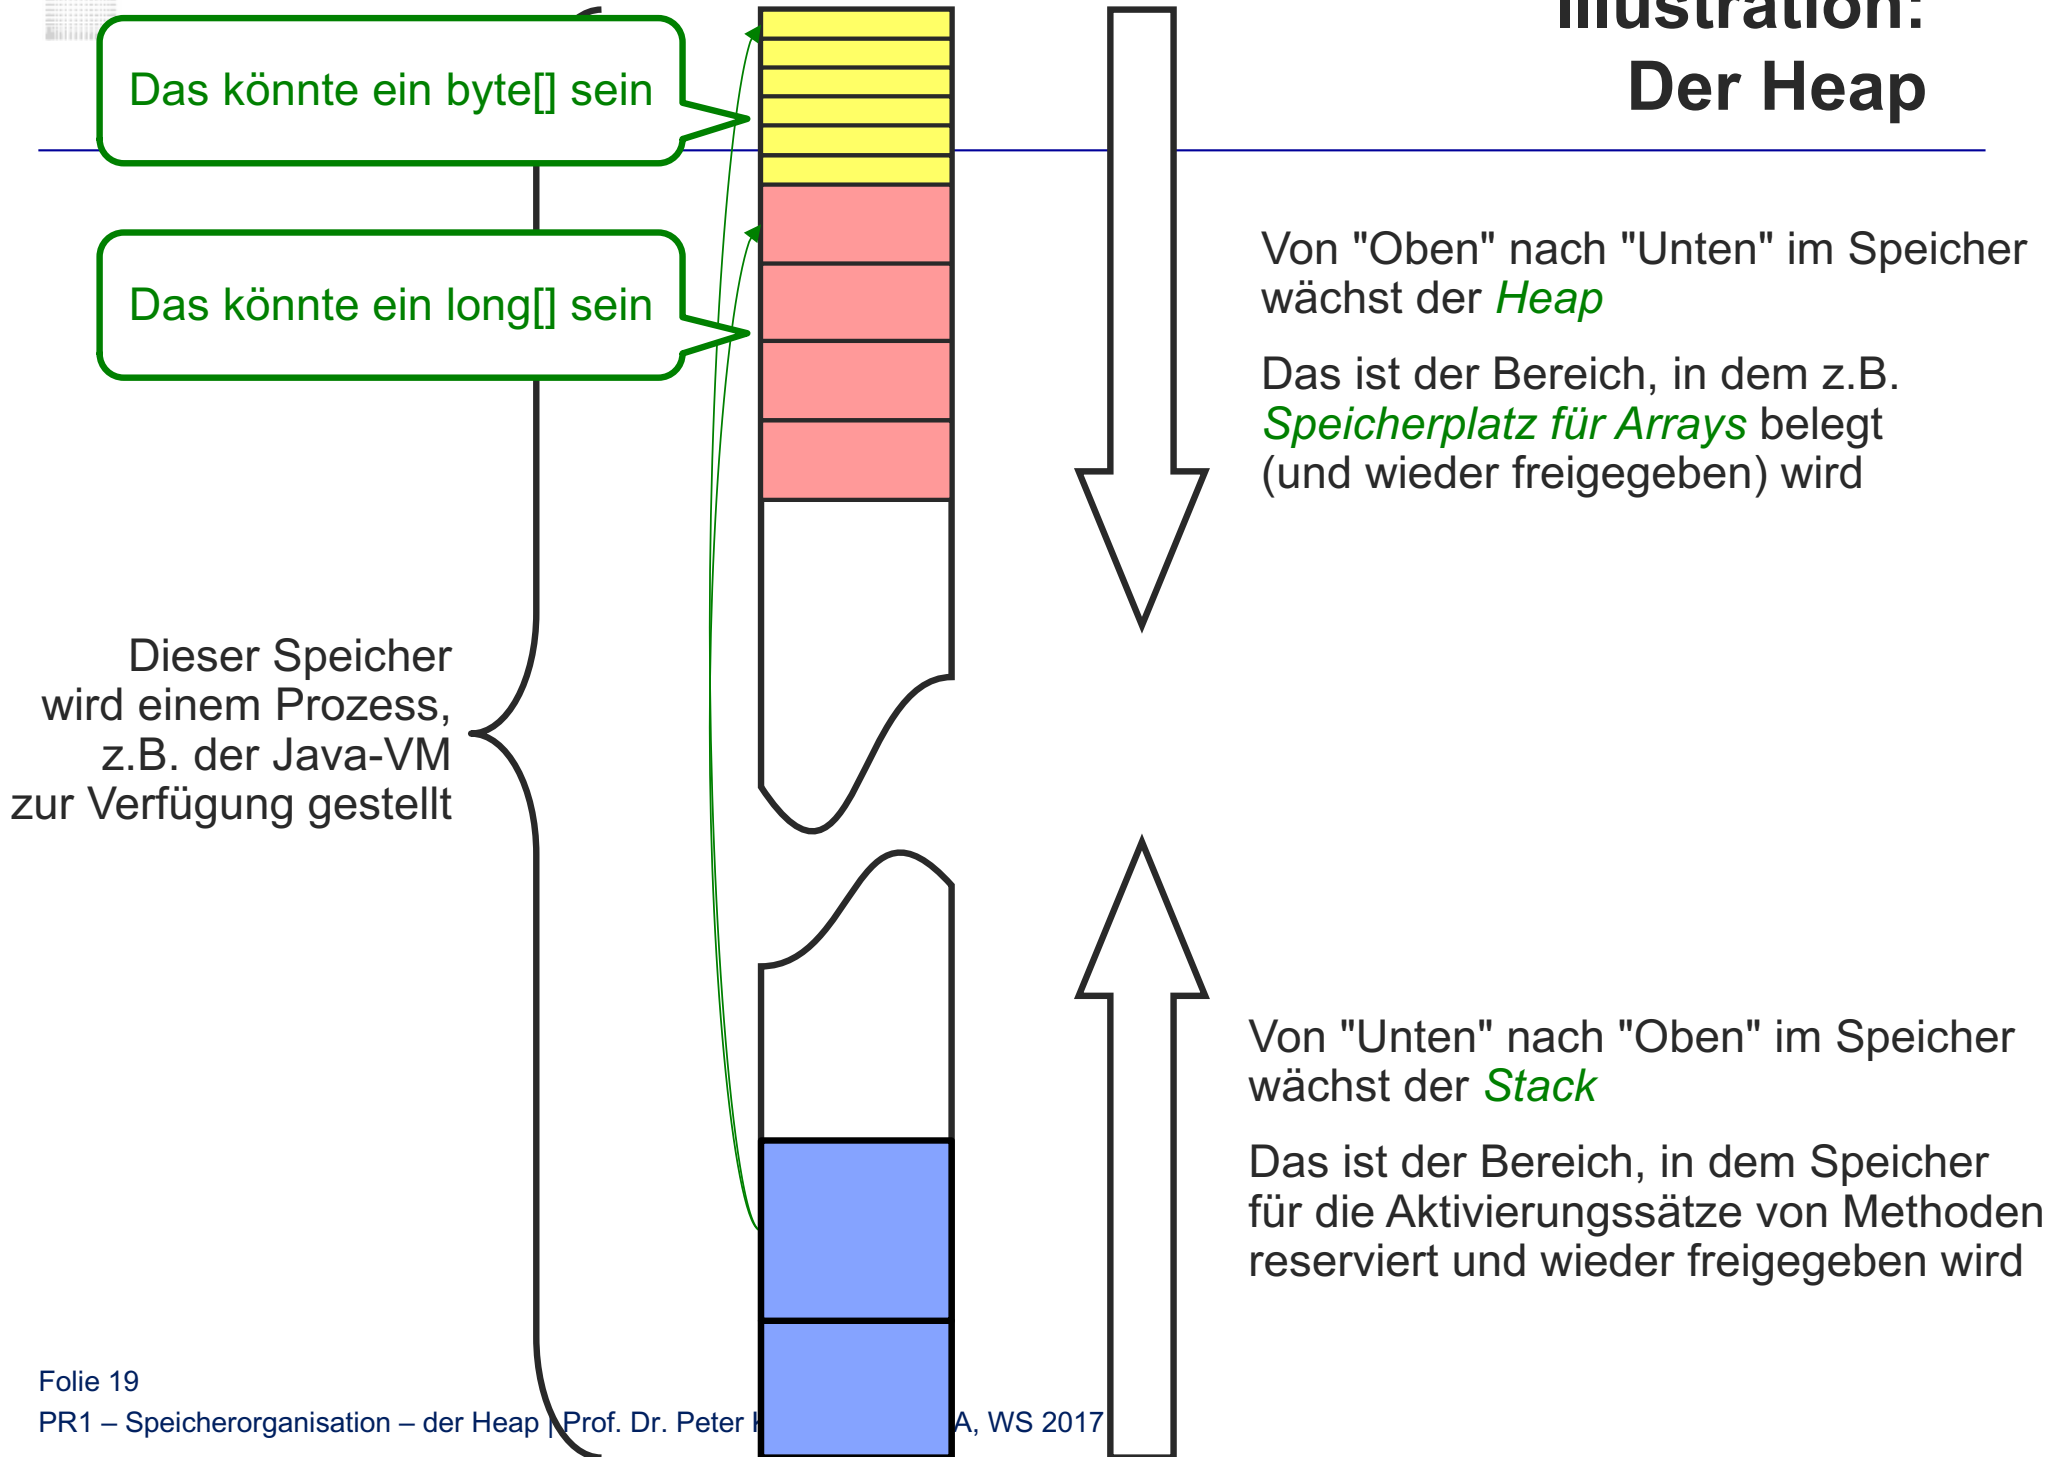 Illustration:
Der Heap
Das könnte ein byte[] sein
Das könnte ein long[] sein
Von "Oben" nach "Unten" im Speicher
wächst der Heap
Das ist der Bereich, in dem z.B.
Speicherplatz für Arrays belegt
(und wieder freigegeben) wird
Dieser Speicher
wird einem Prozess,
z.B. der Java-VM
zur Verfügung gestellt
Von "Unten" nach "Oben" im Speicher
wächst der Stack
Das ist der Bereich, in dem Speicher
für die Aktivierungssätze von Methoden
reserviert und wieder freigegeben wird
Folie 19
PR1 – Speicherorganisation – der Heap | Prof. Dr. Peter A, WS 2017